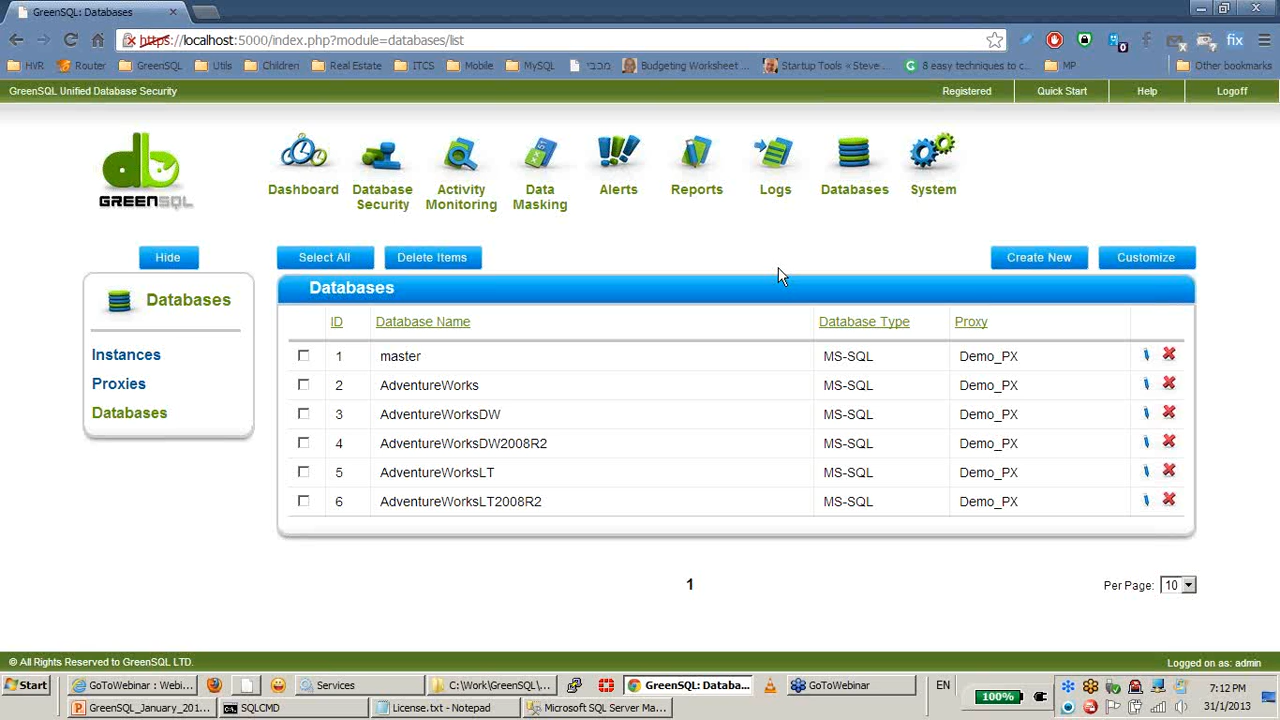 GreenSQL: Databases
https://localhost:5000/index.php?module=databases/list
HVR Router GreenSQL Utils Children Real Estate ITCS Mobile MySQL מכבי Budgeting Worksheet ... Startup Tools « Steve ... 8 easy techniques to c... MP Other bookmarks
GreenSQL Unified Database Security Registered Quick Start Help Logoff
GREENSQL
Dashboard Database Security Activity Monitoring Data Masking Alerts Reports Logs Databases System
Hide Select All Delete Items Create New Customize
Databases
Instances
Proxies
Databases
Databases
ID Database Name Database Type Proxy
1 master MS-SQL Demo_PX
2 AdventureWorks MS-SQL Demo_PX
3 AdventureWorksDW MS-SQL Demo_PX
4 AdventureWorksDW2008R2 MS-SQL Demo_PX
5 AdventureWorksLT MS-SQL Demo_PX
6 AdventureWorksLT2008R2 MS-SQL Demo_PX
1 Per Page: 10
© All Rights Reserved to GreenSQL LTD. Logged on as: admin
Start GoToWebinar : Webi... Services C:\Work\GreenSQL\... GreenSQL: Databa... GoToWebinar EN 100% 7:12 PM
GreenSQL_January_201... SQLCMD License.txt - Notepad Microsoft SQL Server Ma... 31/1/2013